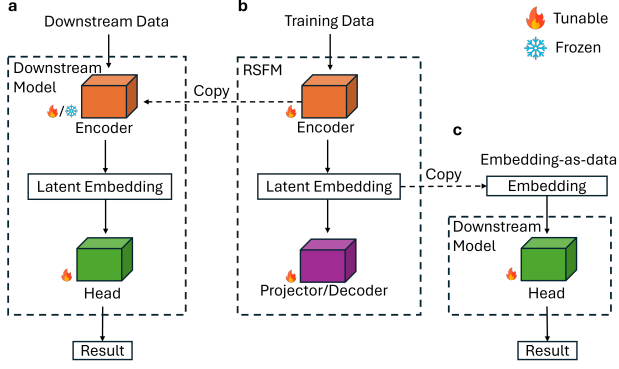 a
Downstream Data
Downstream
Model
/
Encoder
Latent Embedding
Head
Result
b
Training Data
RSFM
Copy
Encoder
Latent Embedding
Projector/Decoder
Tunable
Frozen
c
Embedding-as-data
Copy
Embedding
Downstream
Model
Head
Result